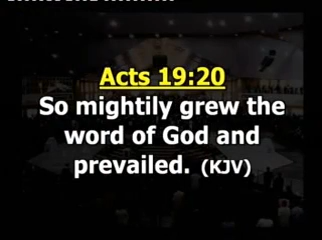 Acts 19:20
So mightily grew the
word of God and
prevailed. (KJV)